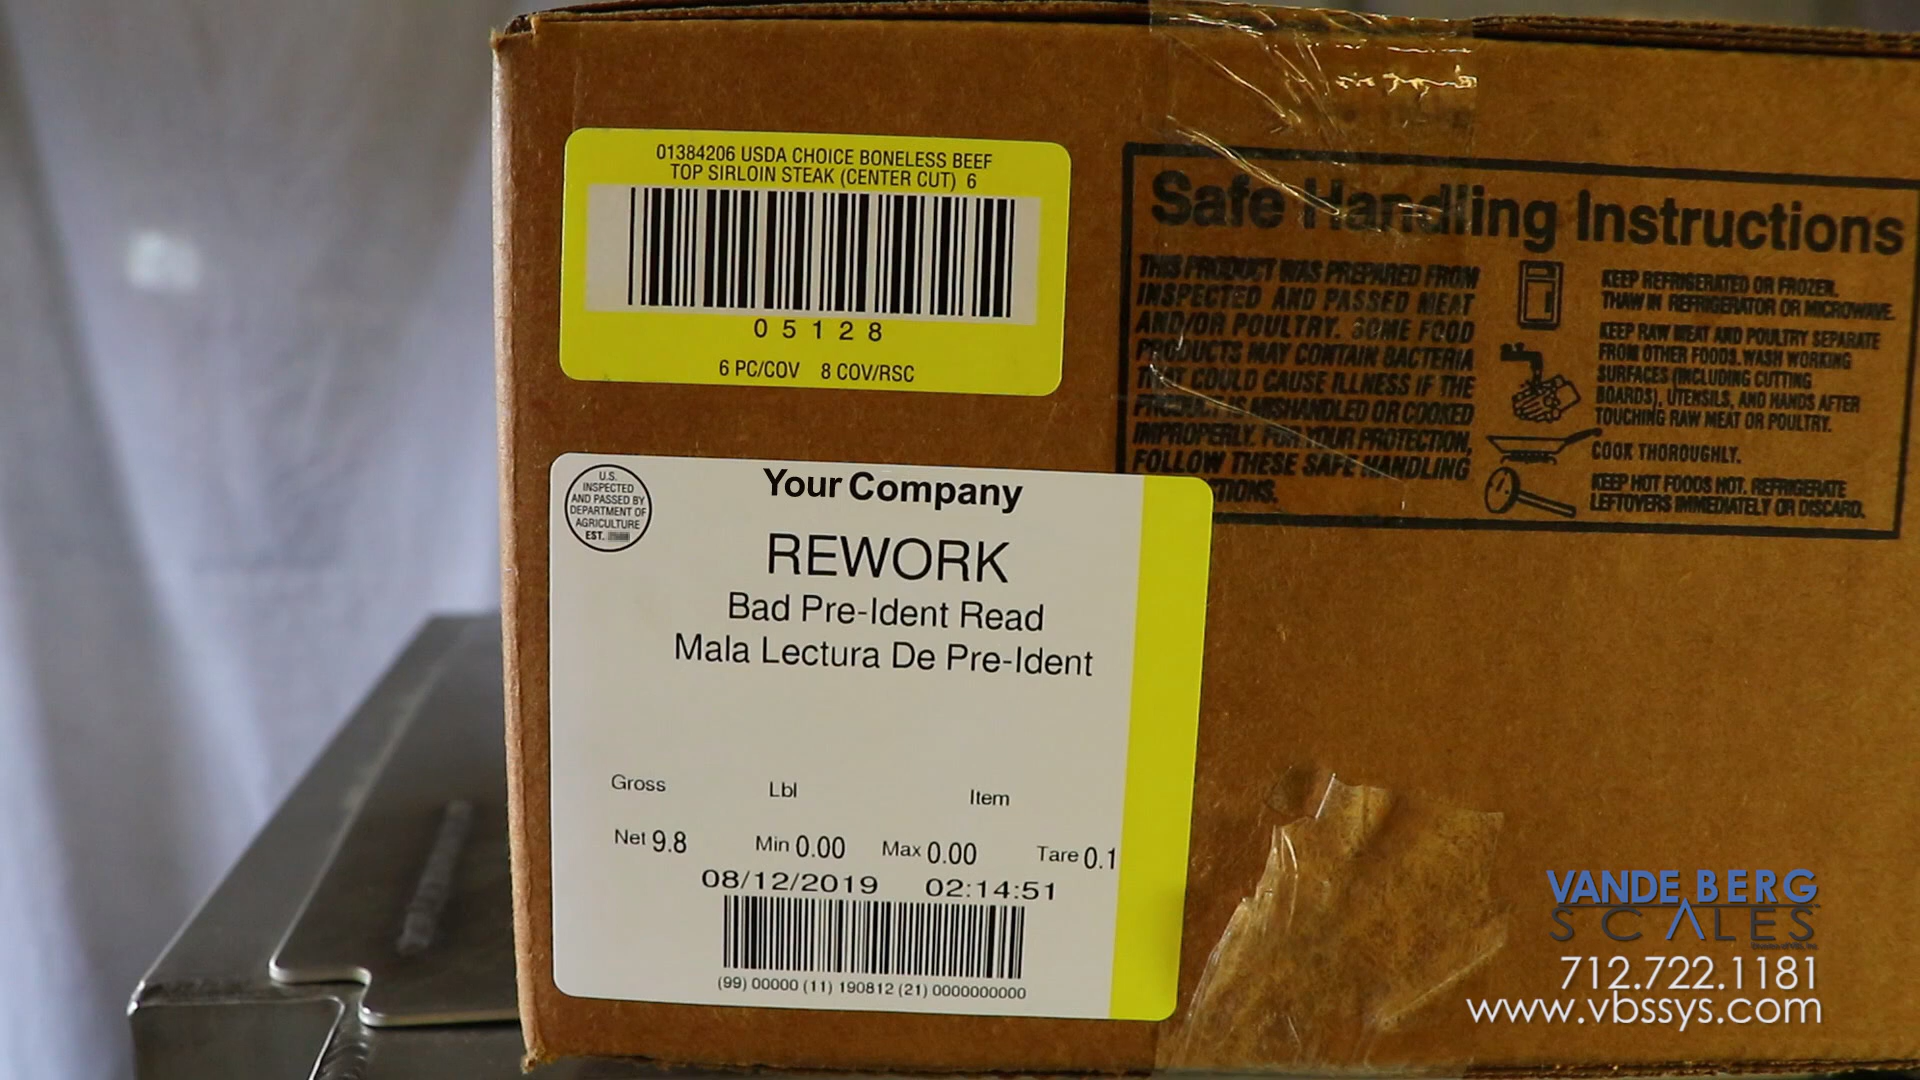 01384206 USDA CHOICE BONELESS BEEF
TOP SIRLOIN STEAK (CENTER CUT) 6
05128
6 PC/COV 8 COV/RSC
Safe Handling Instructions
THIS PRODUCT WAS PREPARED FROM
INSPECTED AND PASSED MEAT
AND/OR POULTRY. SOME FOOD
PRODUCTS MAY CONTAIN BACTERIA
THAT COULD CAUSE ILLNESS IF THE
PRODUCT IS MISHANDLED OR COOKED
IMPROPERLY. FOR YOUR PROTECTION,
FOLLOW THESE SAFE HANDLING
TIONS.
KEEP REFRIGERATED OR FROZEN.
THAW IN REFRIGERATOR OR MICROWAVE.
KEEP RAW MEAT AND POULTRY SEPARATE
FROM OTHER FOODS. WASH WORKING
SURFACES (INCLUDING CUTTING
BOARDS), UTENSILS, AND HANDS AFTER
TOUCHING RAW MEAT OR POULTRY.
COOK THOROUGHLY.
KEEP HOT FOODS HOT. REFRIGERATE
LEFTOVERS IMMEDIATELY OR DISCARD.
U.S.
INSPECTED
AND PASSED BY
DEPARTMENT OF
AGRICULTURE
EST.
Your Company
REWORK
Bad Pre-Ident Read
Mala Lectura De Pre-Ident
Gross Lbl Item
Net 9.8 Min 0.00 Max 0.00 Tare 0.1
08/12/2019 02:14:51
(99) 00000 (11) 190812 (21) 0000000000
VANDE BERG
SCALES
712.722.1181
www.vbssys.com